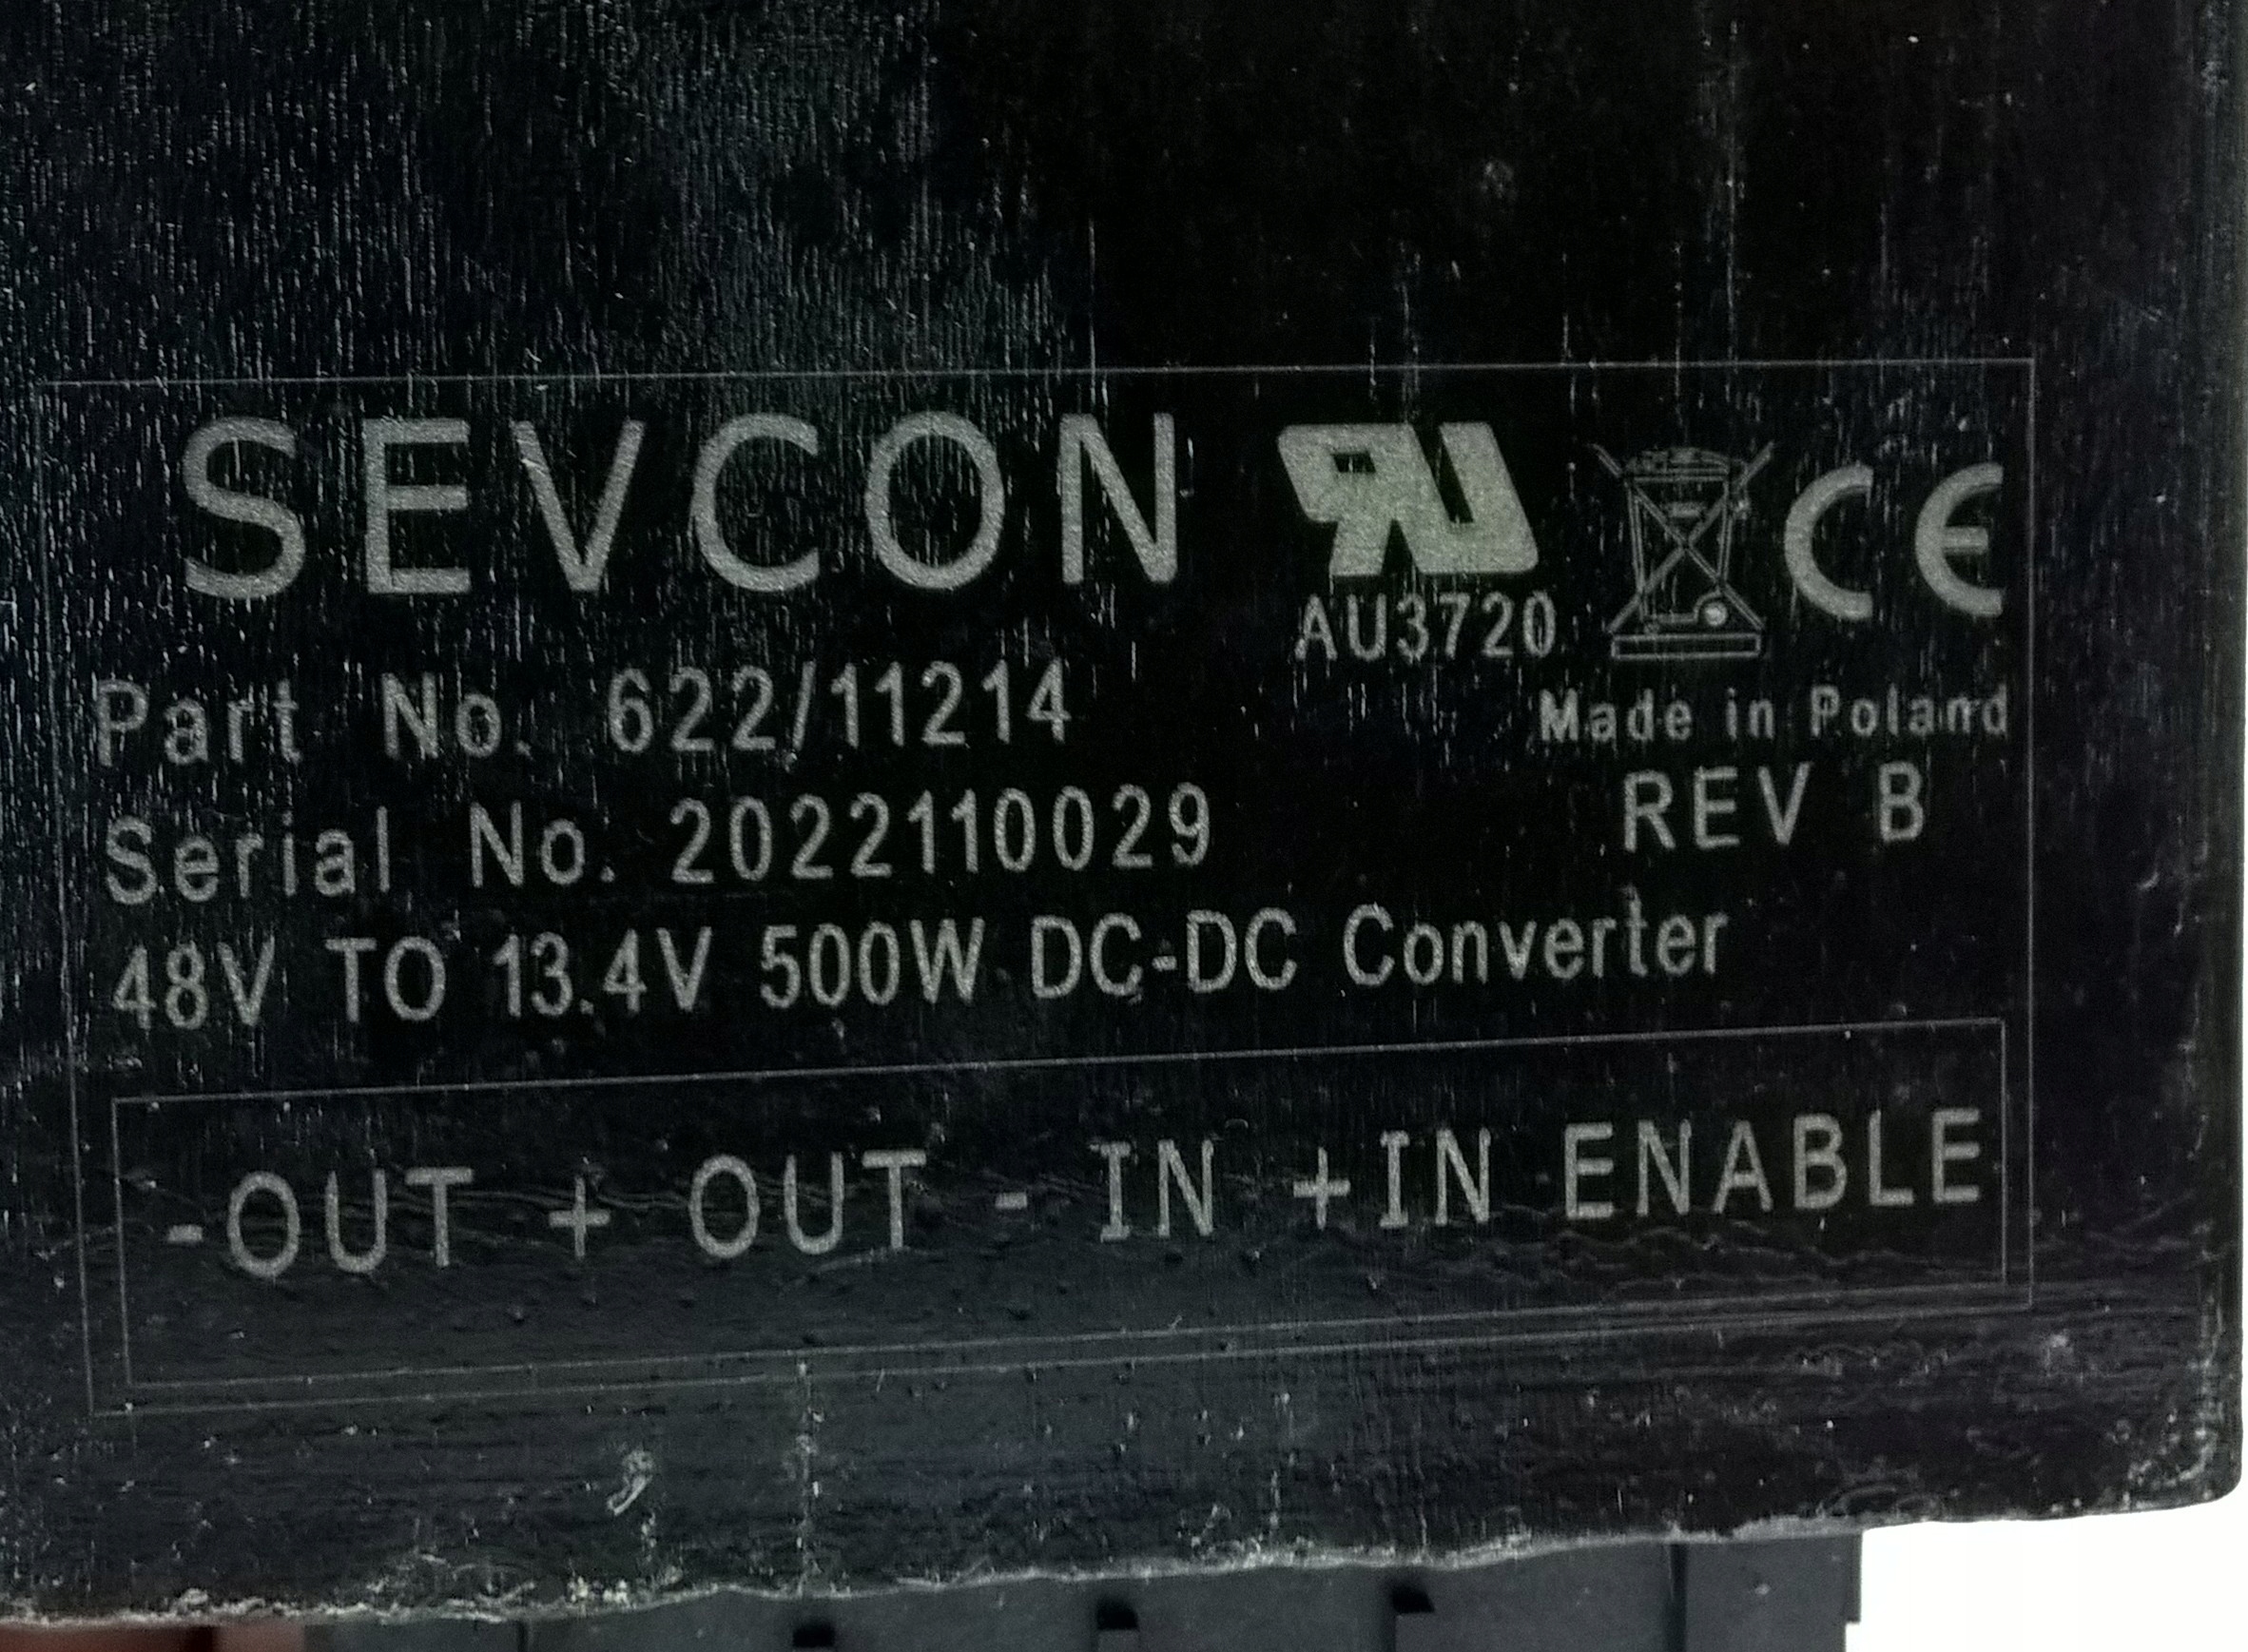 SEVCON
AU3720
Part No. 622/11214
Made in Poland
Serial No. 2022110029
REV B
48V TO 13.4V 500W DC-DC Converter
-OUT + OUT - IN +IN ENABLE